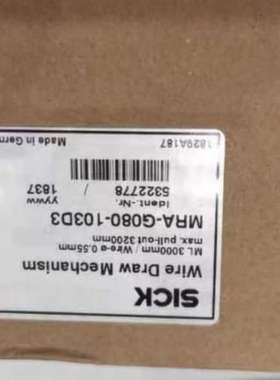 SICK
Wire Draw Mechanism
ML 3000mm / Wire-ø 0.55mm
max. pull-out 3200mm
MRA-G080-103D3
Ident.-Nr. yyww
5322778 / 1837
Made in Germ
1829A187